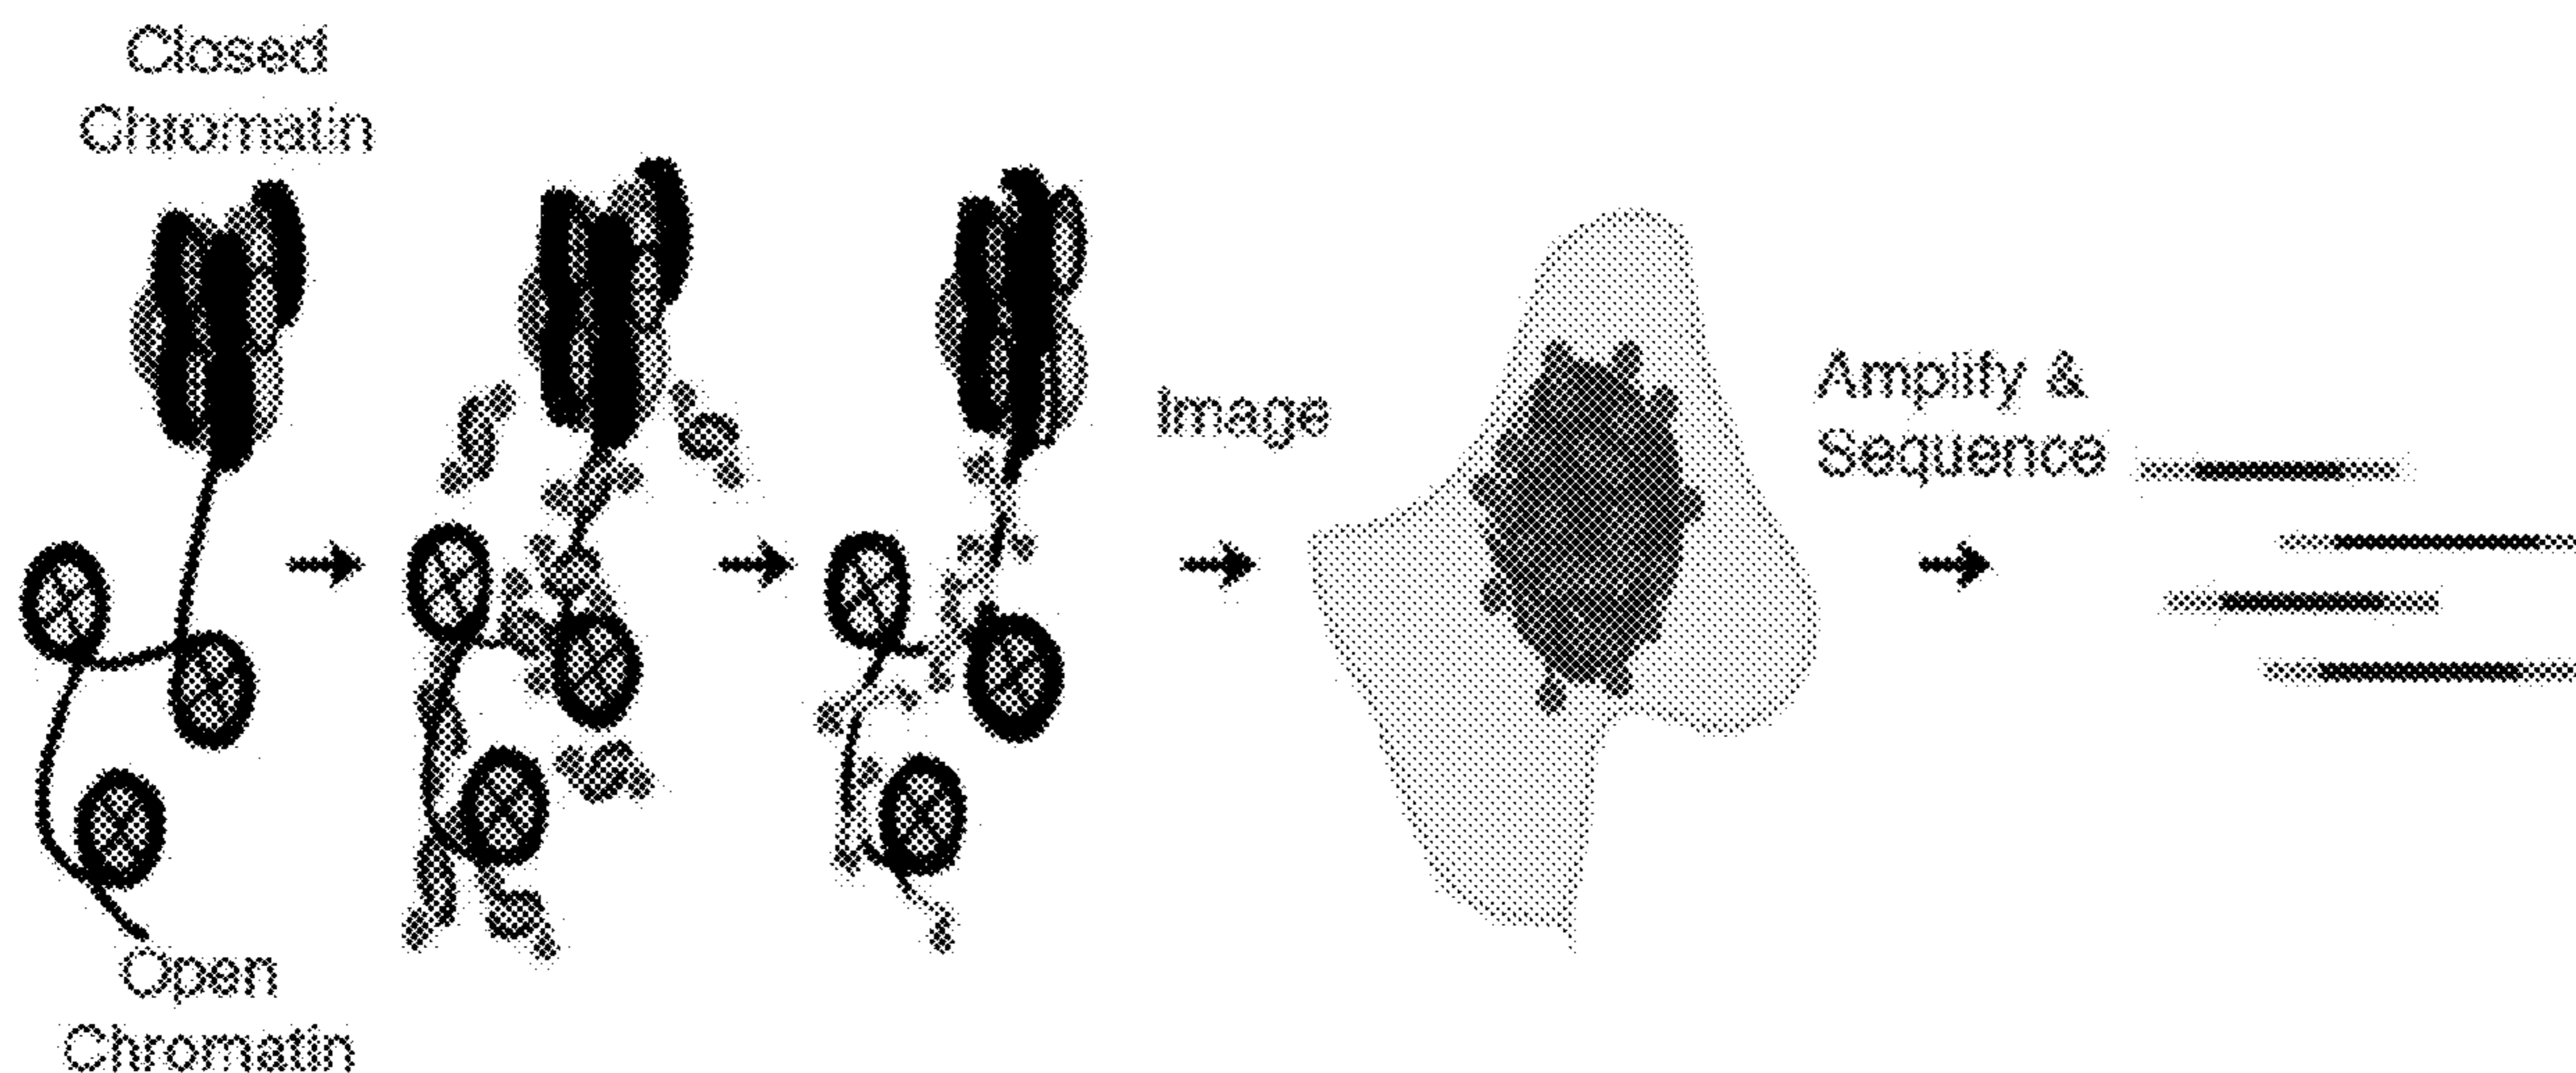 Closed
Chromatin
Open
Chromatin
Image
Amplify &
Sequence